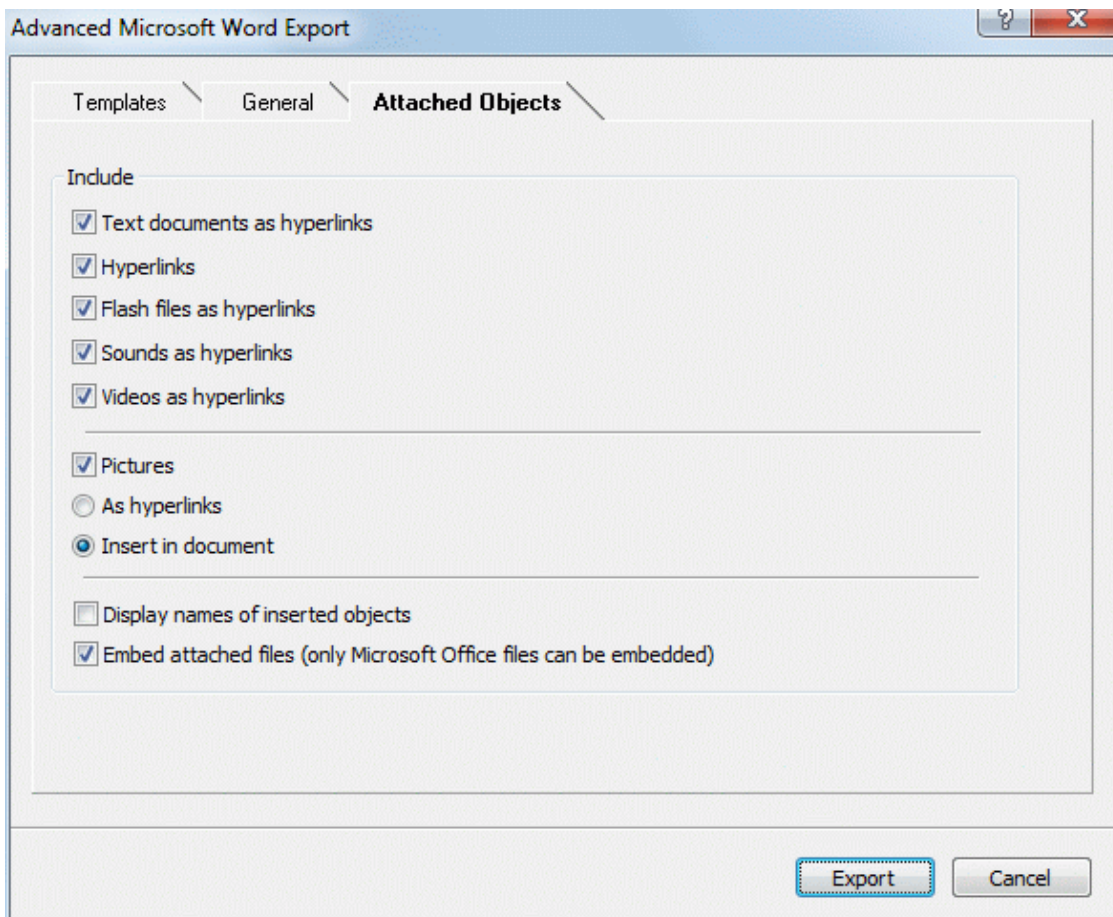 Advanced Microsoft Word Export
?
X
Templates
General
Attached Objects
Include
Text documents as hyperlinks
Hyperlinks
Flash files as hyperlinks
Sounds as hyperlinks
Videos as hyperlinks
Pictures
As hyperlinks
Insert in document
Display names of inserted objects
Embed attached files (only Microsoft Office files can be embedded)
Export
Cancel